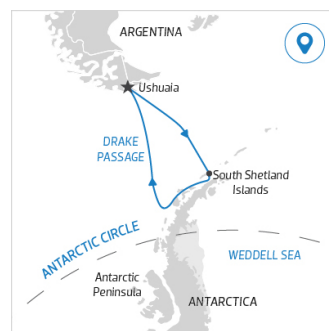 ARGENTINA
Ushuaia
DRAKE
PASSAGE
South Shetland
Islands
ANTARCTIC CIRCLE
WEDDELL SEA
Antarctic
Peninsula
ANTARCTICA